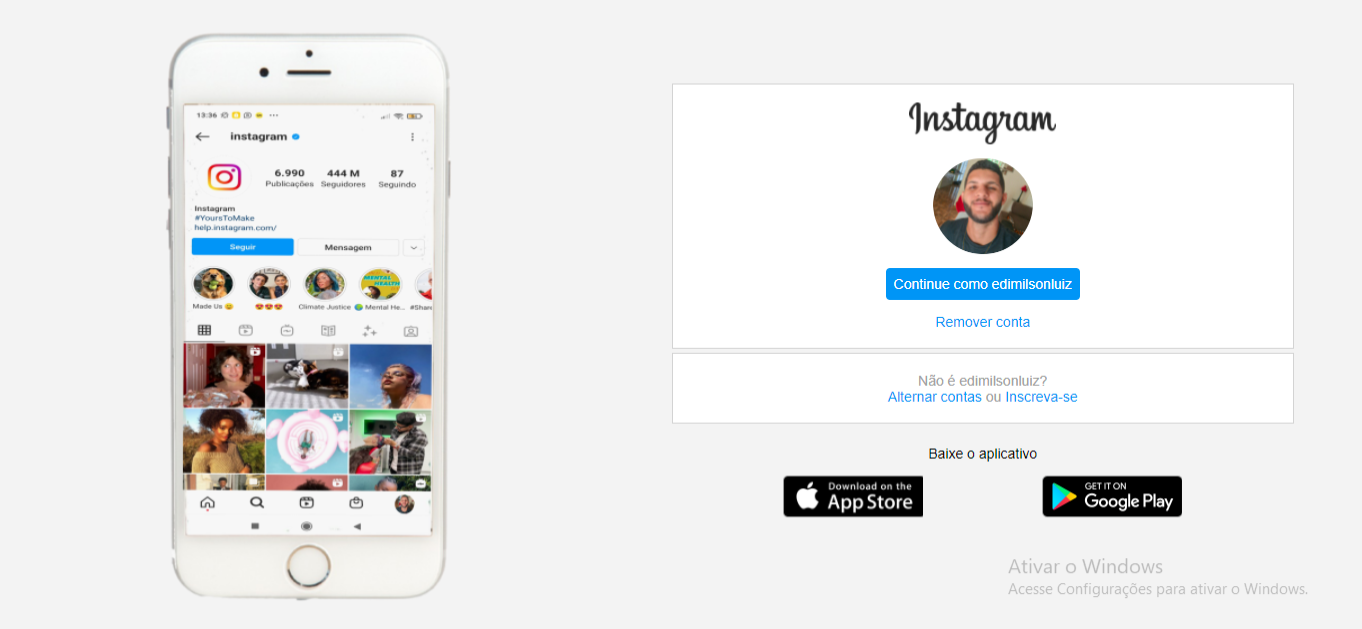 13:36
instagram
6.990
444 M
87
Publicações
Seguidores
Seguindo
Instagram
#YoursToMake
help.instagram.com/
Seguir
Mensagem
MENTAL
HEALTH
Made Us
Climate Justice
Mental He...
#Shar
Instagram
Continue como edimilsonluiz
Remover conta
Não é edimilsonluiz?
Alternar contas ou Inscreva-se
Baixe o aplicativo
Download on the
App Store
GET IT ON
Google Play
Ativar o Windows
Acesse Configurações para ativar o Windows.